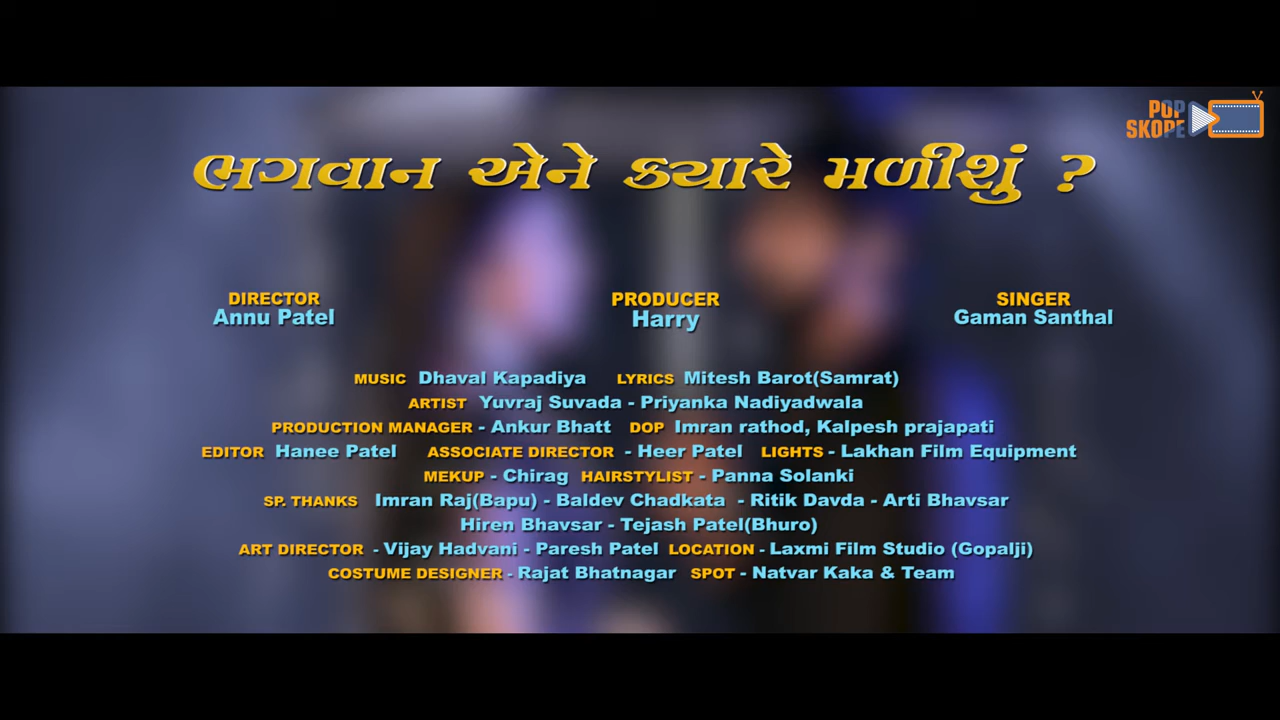 POP
SKOPE
ભગવાન એને ક્યારે મળીશું ?
DIRECTOR PRODUCER SINGER
Annu Patel Harry Gaman Santhal
MUSIC Dhaval Kapadiya LYRICS Mitesh Barot(Samrat)
ARTIST Yuvraj Suvada - Priyanka Nadiyadwala
PRODUCTION MANAGER - Ankur Bhatt DOP Imran rathod, Kalpesh prajapati
EDITOR Hanee Patel ASSOCIATE DIRECTOR - Heer Patel LIGHTS - Lakhan Film Equipment
MEKUP - Chirag HAIRSTYLIST - Panna Solanki
SP. THANKS Imran Raj(Bapu) - Baldev Chadkata - Ritik Davda - Arti Bhavsar
Hiren Bhavsar - Tejash Patel(Bhuro)
ART DIRECTOR - Vijay Hadvani - Paresh Patel LOCATION - Laxmi Film Studio (Gopalji)
COSTUME DESIGNER - Rajat Bhatnagar SPOT - Natvar Kaka & Team